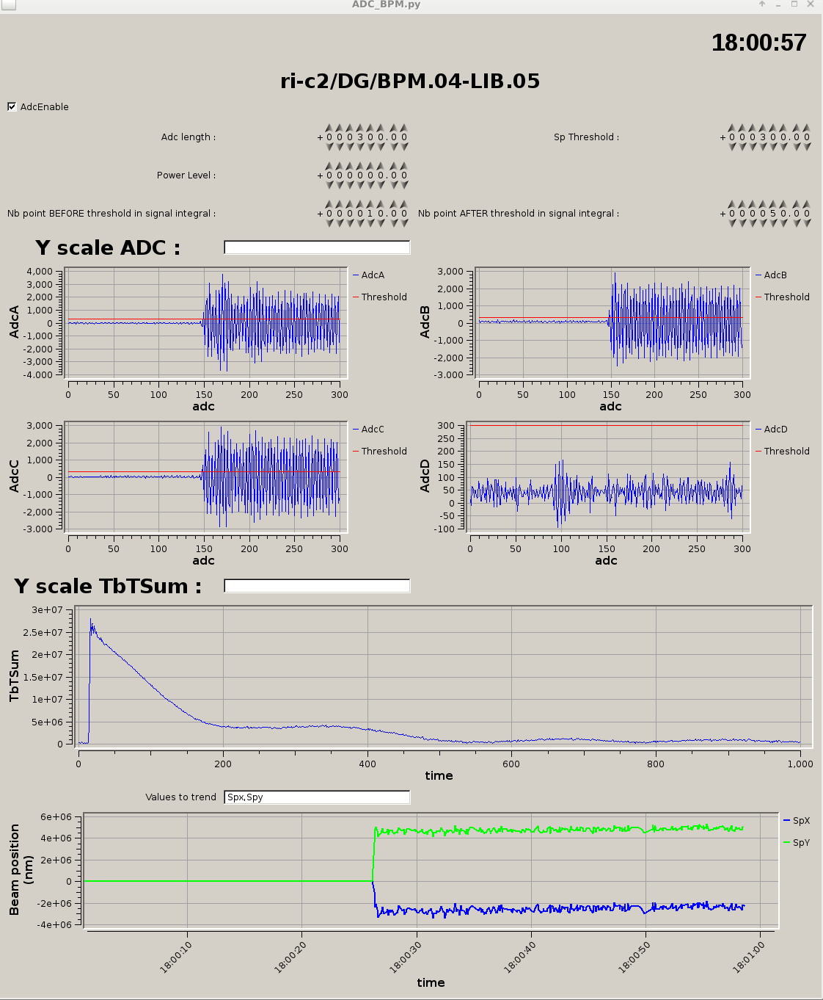 ADC_BPM.py
18:00:57
ri-c2/DG/BPM.04-LIB.05
AdcEnable
Adc length : +000300.00 Sp Threshold : +000300.00
Power Level : +000000.00
Nb point BEFORE threshold in signal integral : +000010.00 Nb point AFTER threshold in signal integral : +000050.00
Y scale ADC :
AdcA
4,000
3,000
2,000
1,000
0
-1,000
-2,000
-3,000
-4.000
0 50 100 150 200 250 300
adc
AdcA
Threshold
AdcB
3,000
2,000
1,000
0
-1,000
-2,000
-3.000
0 50 100 150 200 250 300
adc
AdcB
Threshold
AdcC
3,000
2,000
1,000
0
-1,000
-2,000
-3.000
0 50 100 150 200 250 300
adc
AdcC
Threshold
AdcD
300
250
200
150
100
50
0
-50
-100
0 50 100 150 200 250 300
adc
AdcD
Threshold
Y scale TbTSum :
TbTSum
3e+07
2.5e+07
2e+07
1.5e+07
1e+07
5e+06
0
0 200 400 600 800 1,000
time
Values to trend Spx,Spy
Beam position
(nm)
6e+06
4e+06
2e+06
0
-2e+06
-4e+06
18:00:10 18:00:20 18:00:30 18:00:40 18:00:50 18:01:00
time
SpX
SpY